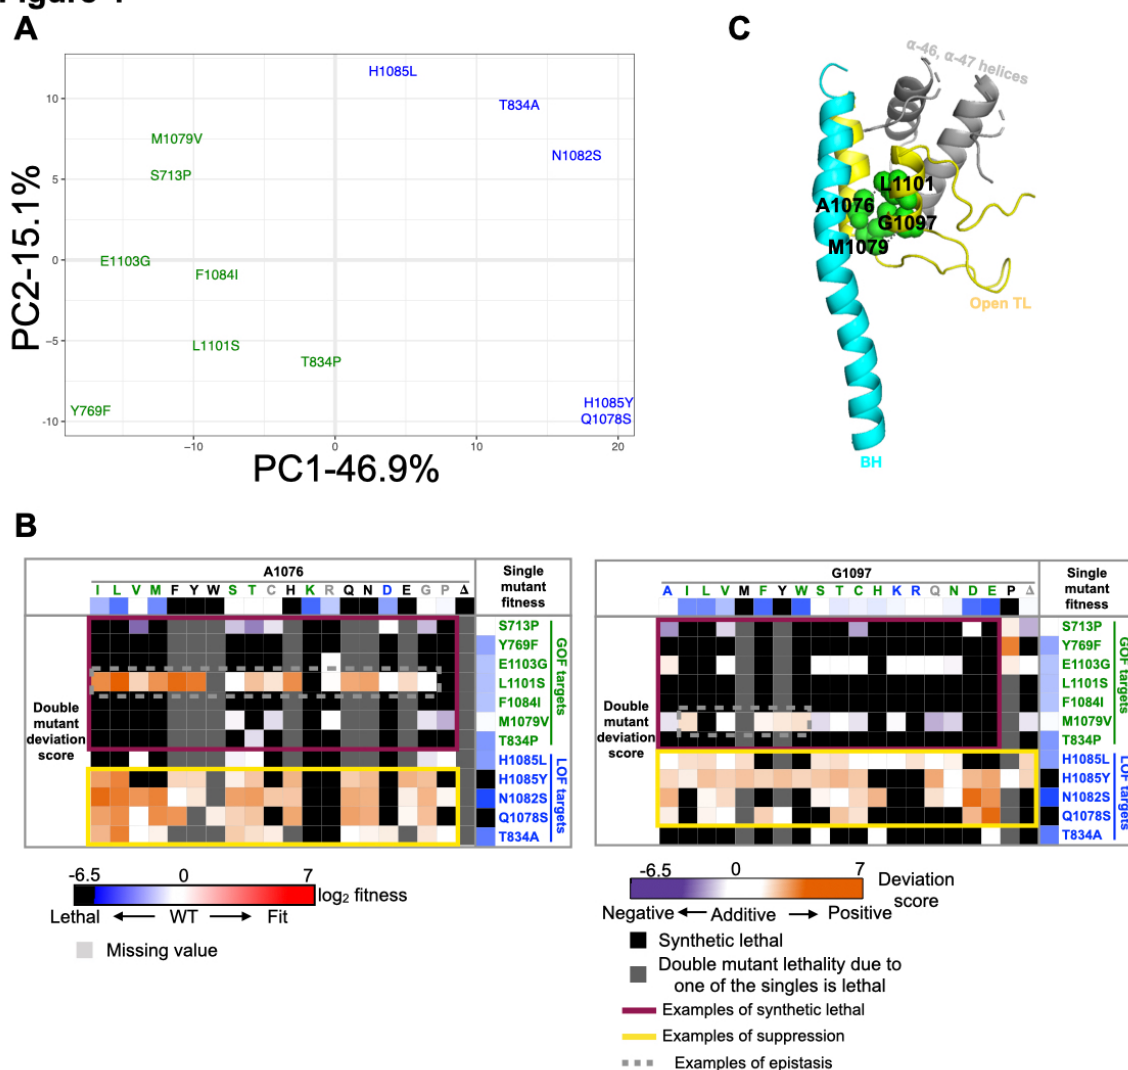 A
C
10
5
0
−5
-10
−10
0
10
20
PC2-15.1%
PC1-46.9%
H1085L
T834A
M1079V
N1082S
S713P
E1103G
F1084I
L1101S
T834P
Y769F
H1085Y
Q1078S
α-46, α-47 helices
L1101
A1076
G1097
M1079
Open TL
BH
B
A1076
I L V M F Y W S T C H K R Q N D E G P Δ
Single
mutant
fitness
Double
mutant
deviation
score
S713P
Y769F
E1103G
L1101S
F1084I
M1079V
T834P
H1085L
H1085Y
N1082S
Q1078S
T834A
GOF targets
LOF targets
G1097
A I L V M F Y W S T C H K R Q N D E P Δ
Single
mutant
fitness
Double
mutant
deviation
score
S713P
Y769F
E1103G
L1101S
F1084I
M1079V
T834P
H1085L
H1085Y
N1082S
Q1078S
T834A
GOF targets
LOF targets
-6.5 0 7
log₂ fitness
Lethal WT Fit
Missing value
-6.5 0 7
Deviation
score
Negative Additive Positive
Synthetic lethal
Double mutant lethality due to
one of the singles is lethal
Examples of synthetic lethal
Examples of suppression
Examples of epistasis